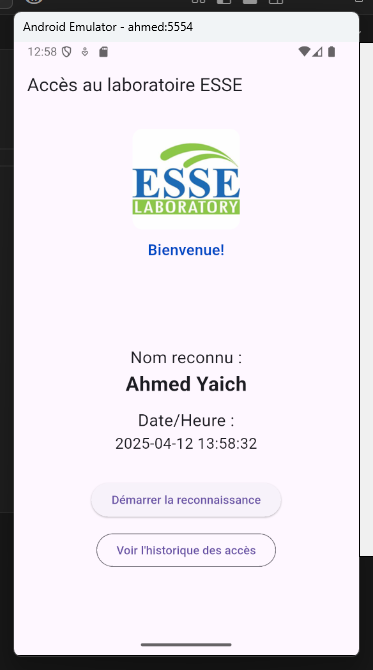 Android Emulator - ahmed:5554
12:58
Accès au laboratoire ESSE
ESSE
LABORATORY
Bienvenue!
Nom reconnu :
Ahmed Yaich
Date/Heure :
2025-04-12 13:58:32
Démarrer la reconnaissance
Voir l'historique des accès